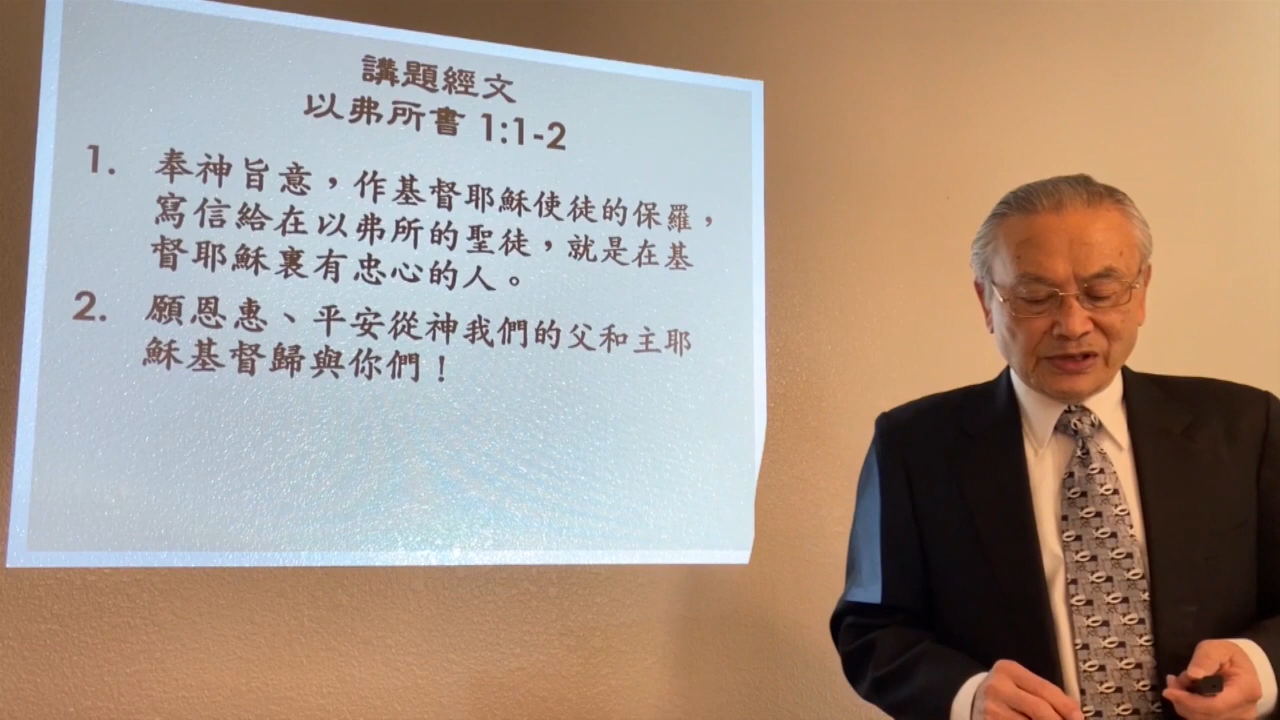 講題經文
以弗所書 1:1-2
1. 奉神旨意，作基督耶穌使徒的保羅，
寫信給在以弗所的聖徒，就是在基
督耶穌裏有忠心的人。
2. 願恩惠、平安從神我們的父和主耶
穌基督歸與你們！